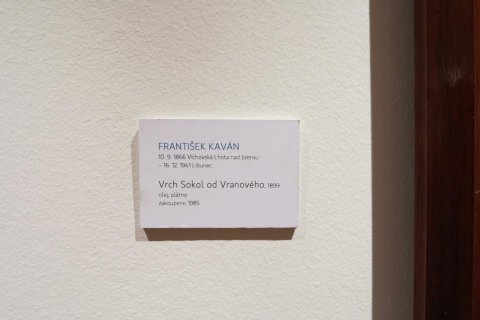 FRANTIŠEK KAVÁN
10. 9. 1866 Víchovská Lhota nad Jizerou
– 16. 12. 1941 Libunec
Vrch Sokol od Vranového, 1899
olej, plátno
zakoupeno 1985